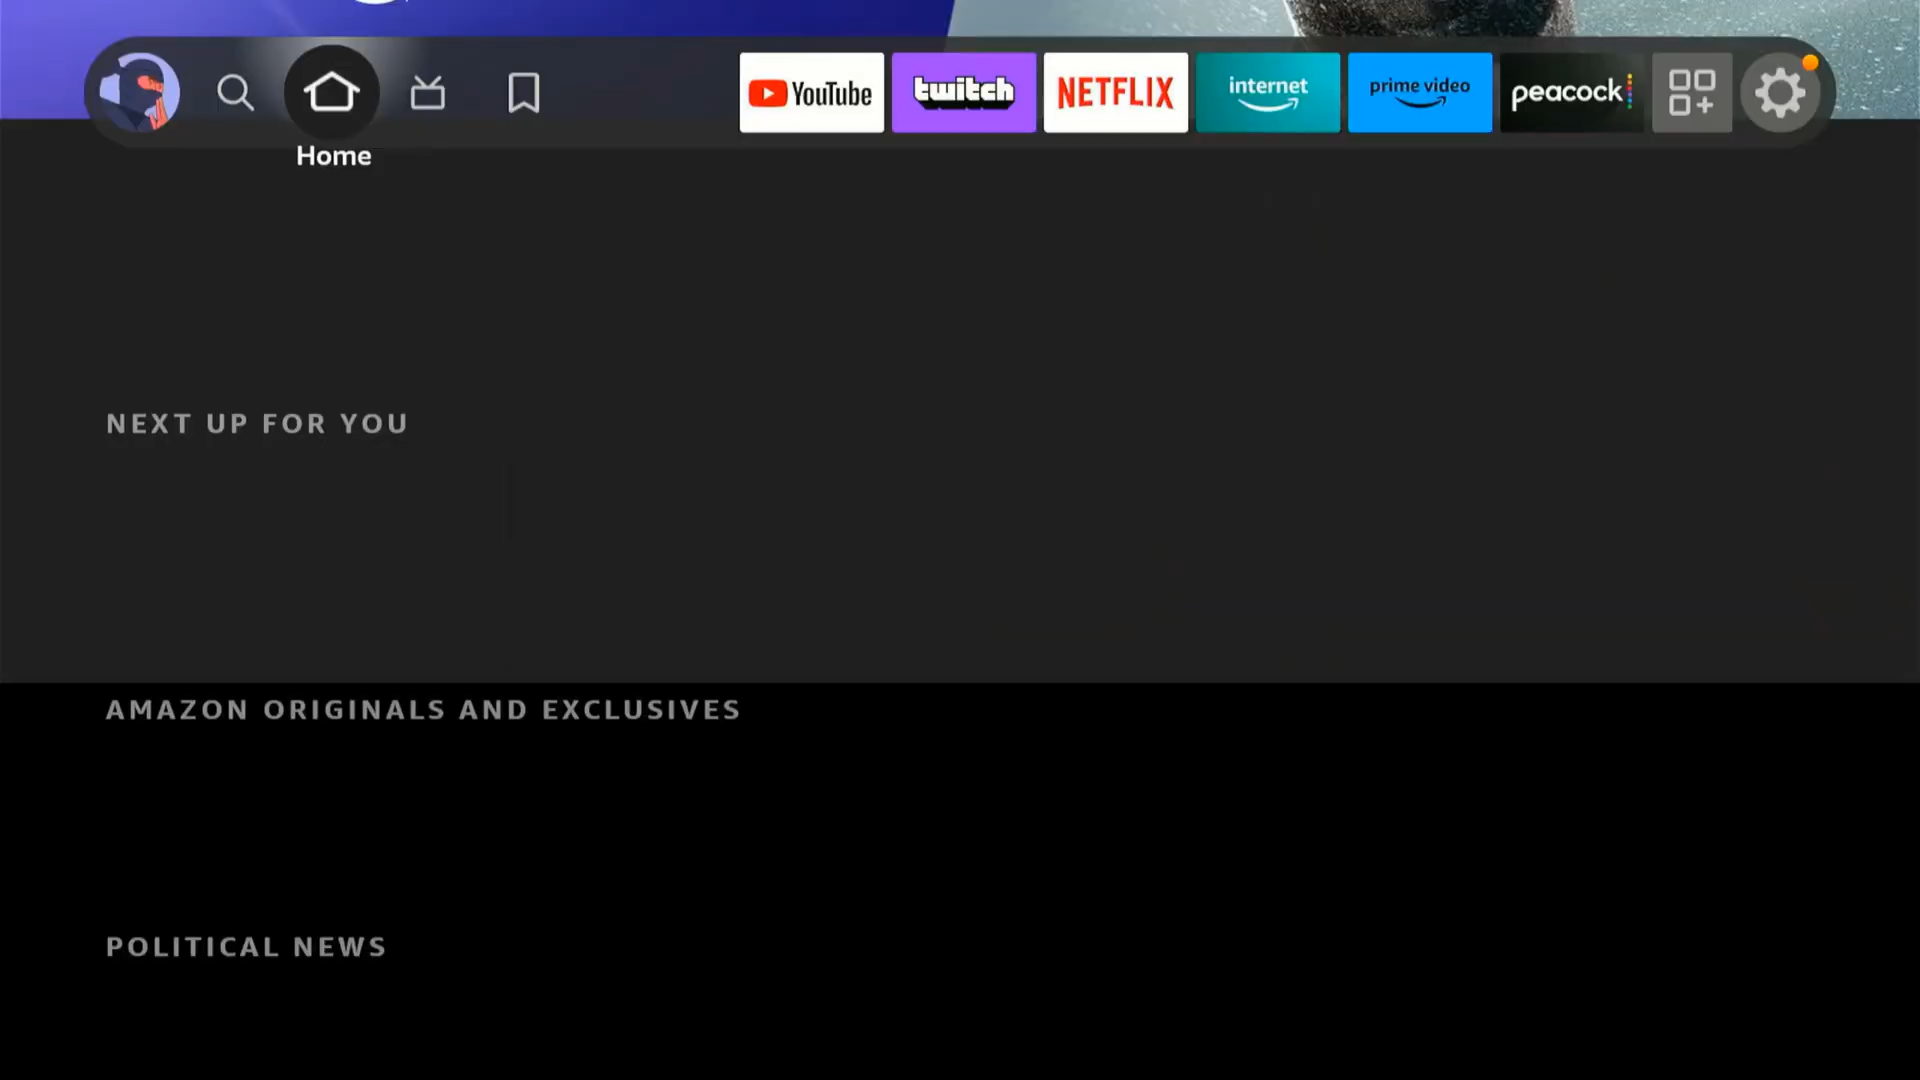 YouTube
twitch
NETFLIX
internet
prime video
peacock
Home
NEXT UP FOR YOU
AMAZON ORIGINALS AND EXCLUSIVES
POLITICAL NEWS